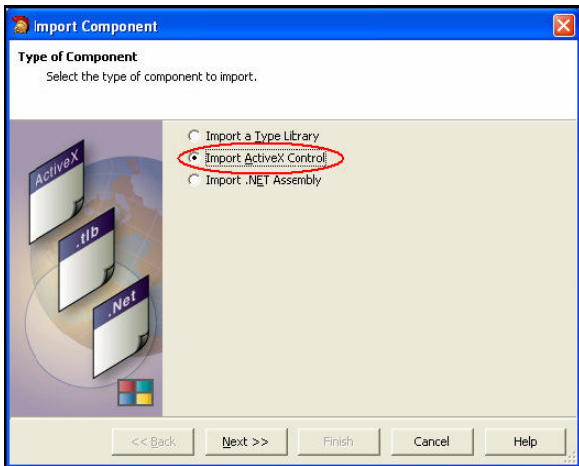 Import Component
Type of Component
Select the type of component to import.
Import a Type Library
Import ActiveX Control
Import .NET Assembly
ActiveX
.tlb
.Net
<< Back
Next >>
Finish
Cancel
Help